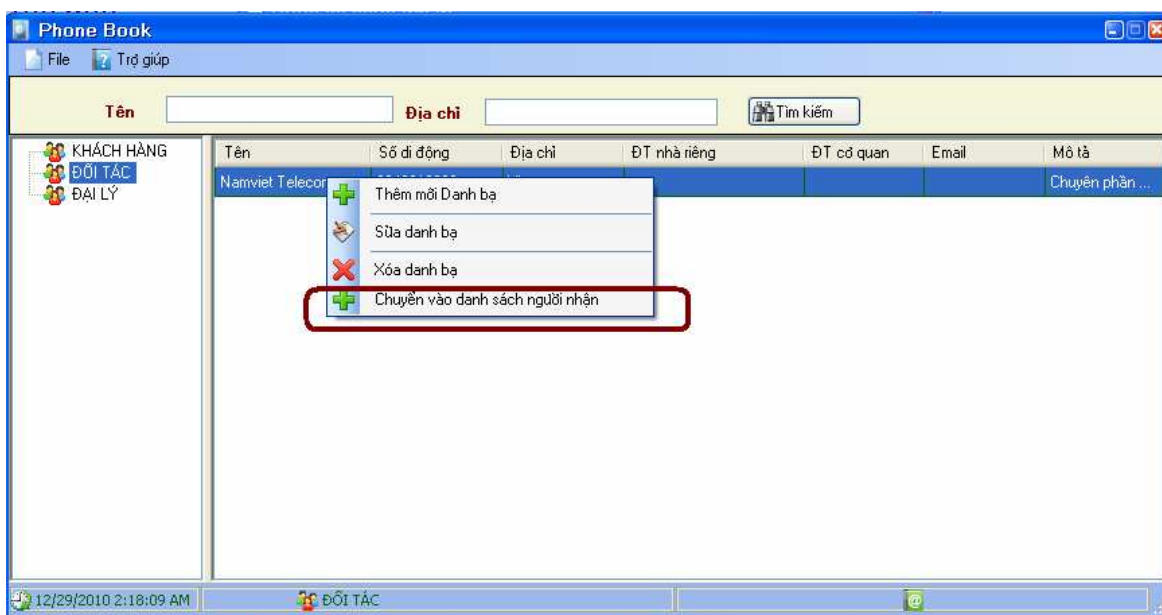 Phone Book
File Trợ giúp
Tên Địa chỉ Tìm kiếm
KHÁCH HÀNG
ĐỐI TÁC
ĐẠI LÝ
Tên Số di động Địa chỉ ĐT nhà riêng ĐT cơ quan Email Mô tả
Namviet Telecor Chuyên phần ...
Thêm mới Danh bạ
Sửa danh bạ
Xóa danh bạ
Chuyển vào danh sách người nhận
12/29/2010 2:18:09 AM ĐỐI TÁC